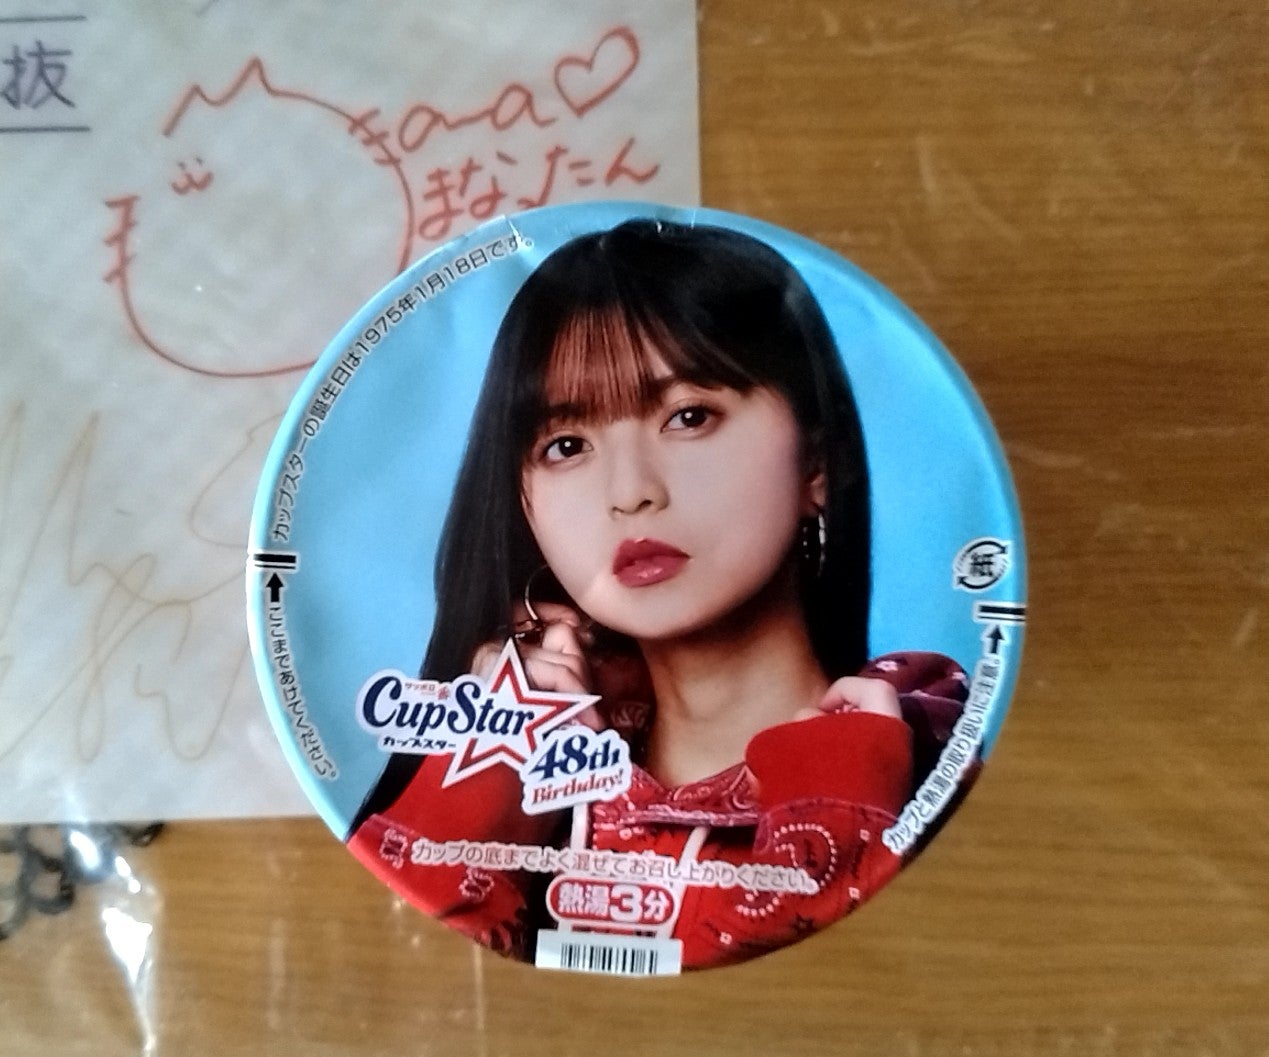 抜
maa♡
まなったん
カップスターの誕生日は1975年1月18日です。
ここまであけてください。
紙
カップと熱湯の取り扱いに注意。
サッポロ一番
CupStar
カップスター
48th
Birthday!
カップの底までよく混ぜてお召し上がりください。
熱湯3分